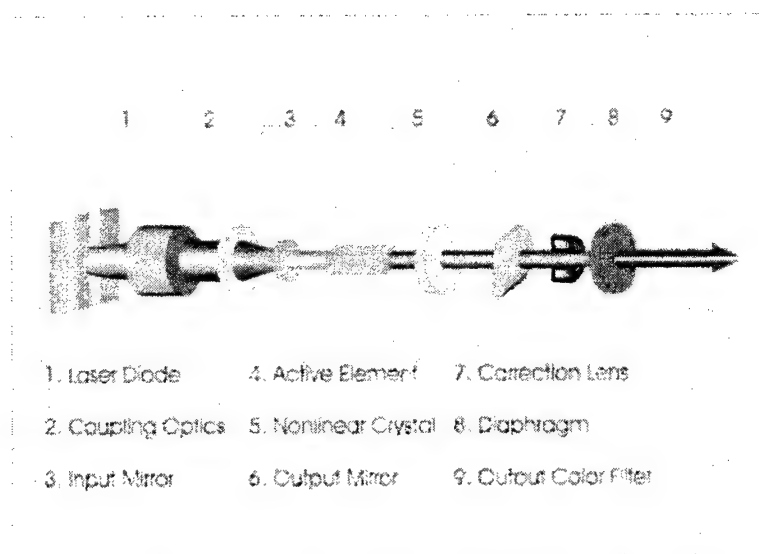 1 2 3 4 5 6 7 8 9
1. Laser Diode 4. Active Element 7. Correction Lens
2. Coupling Optics 5. Nonlinear Crystal 8. Diaphragm
3. Input Mirror 6. Output Mirror 9. Output Color Filter